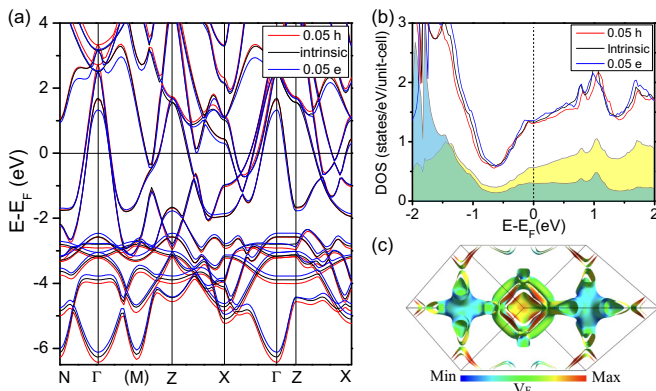 (a)
4
2
0
-2
-4
-6
E-E_F (eV)
0.05 h
intrinsic
0.05 e
N Γ (M) Z X Γ Z X
(b)
3
2
1
0
DOS (states/eV/unit-cell)
0.05 h
Intrinsic
0.05 e
-2 -1 0 1 2
E-E_F(eV)
(c)
Min Max
V_F